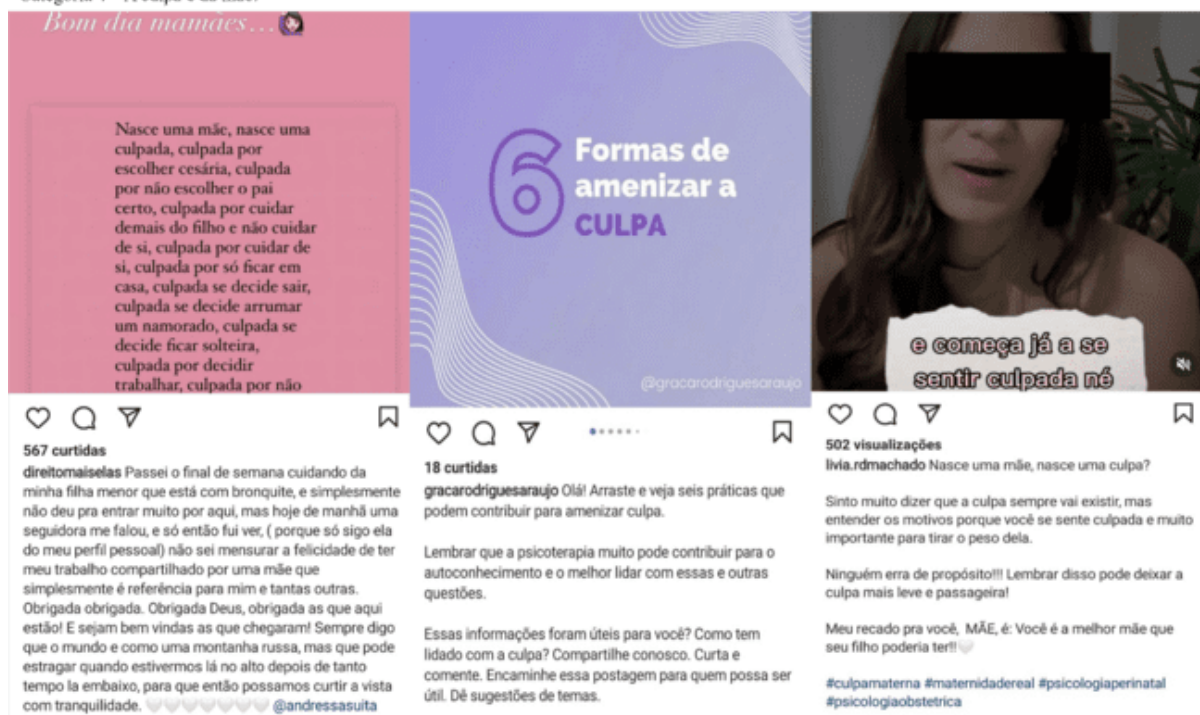 Bom dia mamães...
Nasce uma mãe, nasce uma
culpada, culpada por
escolher cesária, culpada
por não escolher o pai
certo, culpada por cuidar
demais do filho e não cuidar
de si, culpada por cuidar de
si, culpada por só ficar em
casa, culpada se decide sair,
culpada se decide arrumar
um namorado, culpada se
decide ficar solteira,
culpada por decidir
trabalhar, culpada por não
567 curtidas
direitomaiselas Passei o final de semana cuidando da
minha filha menor que está com bronquite, e simplesmente
não deu pra entrar muito por aqui, mas hoje de manhã uma
seguidora me falou, e só então fui ver, ( porque só sigo ela
do meu perfil pessoal) não sei mensurar a felicidade de ter
meu trabalho compartilhado por uma mãe que
simplesmente é referência para mim e tantas outras.
Obrigada obrigada. Obrigada Deus, obrigada as que aqui
estão! E sejam bem vindas as que chegaram! Sempre digo
que o mundo e como uma montanha russa, mas que pode
estragar quando estivermos lá no alto depois de tanto
tempo la embaixo, para que então possamos curtir a vista
com tranquilidade. 🤍🤍🤍🤍🤍🤍🤍🤍 @andressasuita
6 Formas de
amenizar a
CULPA
@gracarodriguesaraujo
18 curtidas
gracarodriguesaraujo Olá! Arraste e veja seis práticas que
podem contribuir para amenizar culpa.
Lembrar que a psicoterapia muito pode contribuir para o
autoconhecimento e o melhor lidar com essas e outras
questões.
Essas informações foram úteis para você? Como tem
lidado com a culpa? Compartilhe conosco. Curta e
comente. Encaminhe essa postagem para quem possa ser
útil. Dê sugestões de temas.
e começa já a se
sentir culpada né
502 visualizações
livia.rdmachado Nasce uma mãe, nasce uma culpa?
Sinto muito dizer que a culpa sempre vai existir, mas
entender os motivos porque você se sente culpada e muito
importante para tirar o peso dela.
Ninguém erra de propósito!!! Lembrar disso pode deixar a
culpa mais leve e passageira!
Meu recado pra você, MÃE, é: Você é a melhor mãe que
seu filho poderia ter!!🤍
#culpamaterna #maternidadereal #psicologiaperinatal
#psicologiaobstetrica